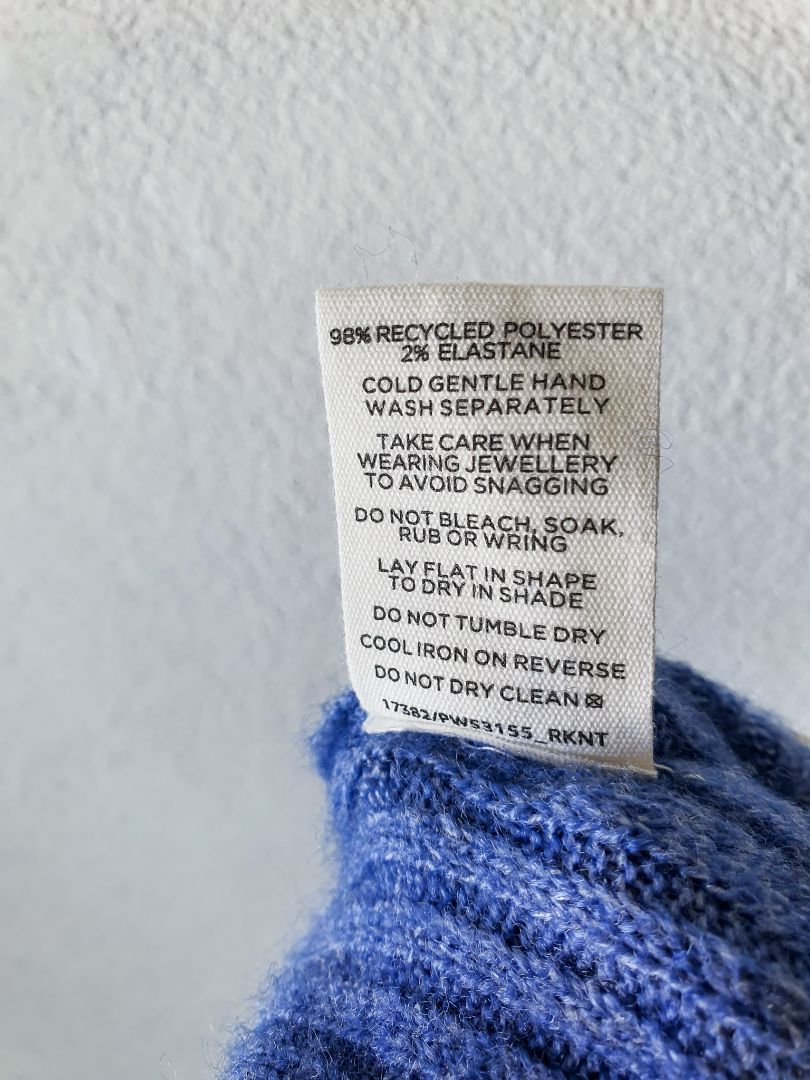 98% RECYCLED POLYESTER
2% ELASTANE
COLD GENTLE HAND
WASH SEPARATELY
TAKE CARE WHEN
WEARING JEWELLERY
TO AVOID SNAGGING
DO NOT BLEACH, SOAK,
RUB OR WRING
LAY FLAT IN SHAPE
TO DRY IN SHADE
DO NOT TUMBLE DRY
COOL IRON ON REVERSE
DO NOT DRY CLEAN
17382/PW53155_RKNT